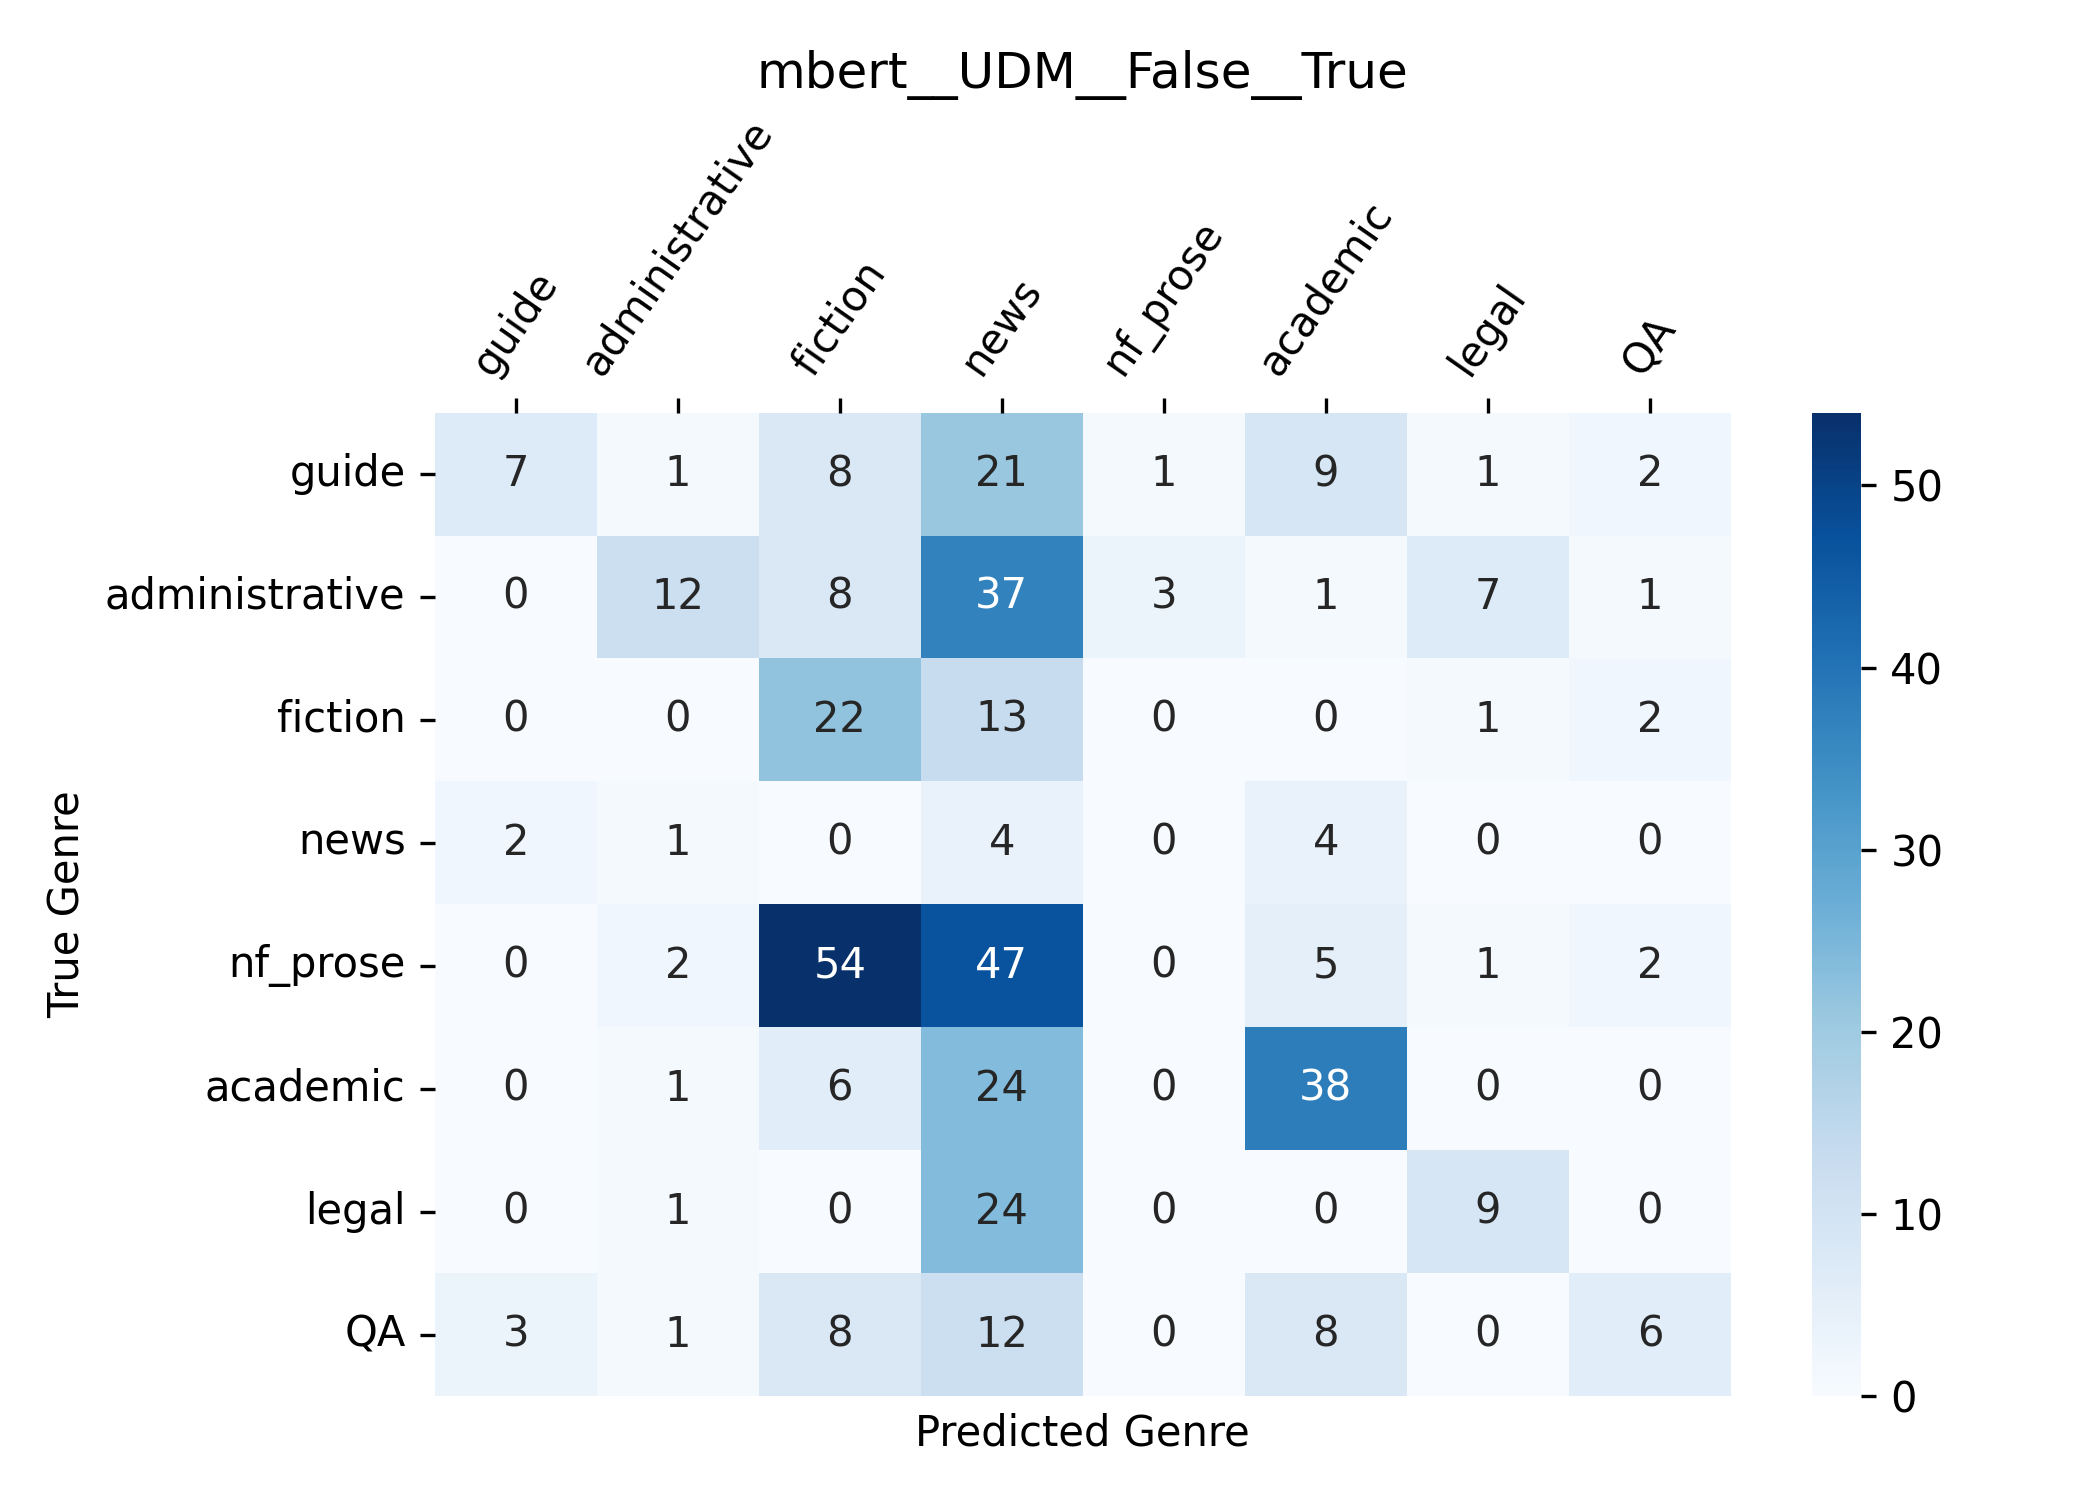 mbert__UDM__False__True
guide administrative fiction news nf_prose academic legal QA
guide 7 1 8 21 1 9 1 2
administrative 0 12 8 37 3 1 7 1
fiction 0 0 22 13 0 0 1 2
news 2 1 0 4 0 4 0 0
nf_prose 0 2 54 47 0 5 1 2
academic 0 1 6 24 0 38 0 0
legal 0 1 0 24 0 0 9 0
QA 3 1 8 12 0 8 0 6
True Genre
Predicted Genre
50
40
30
20
10
0